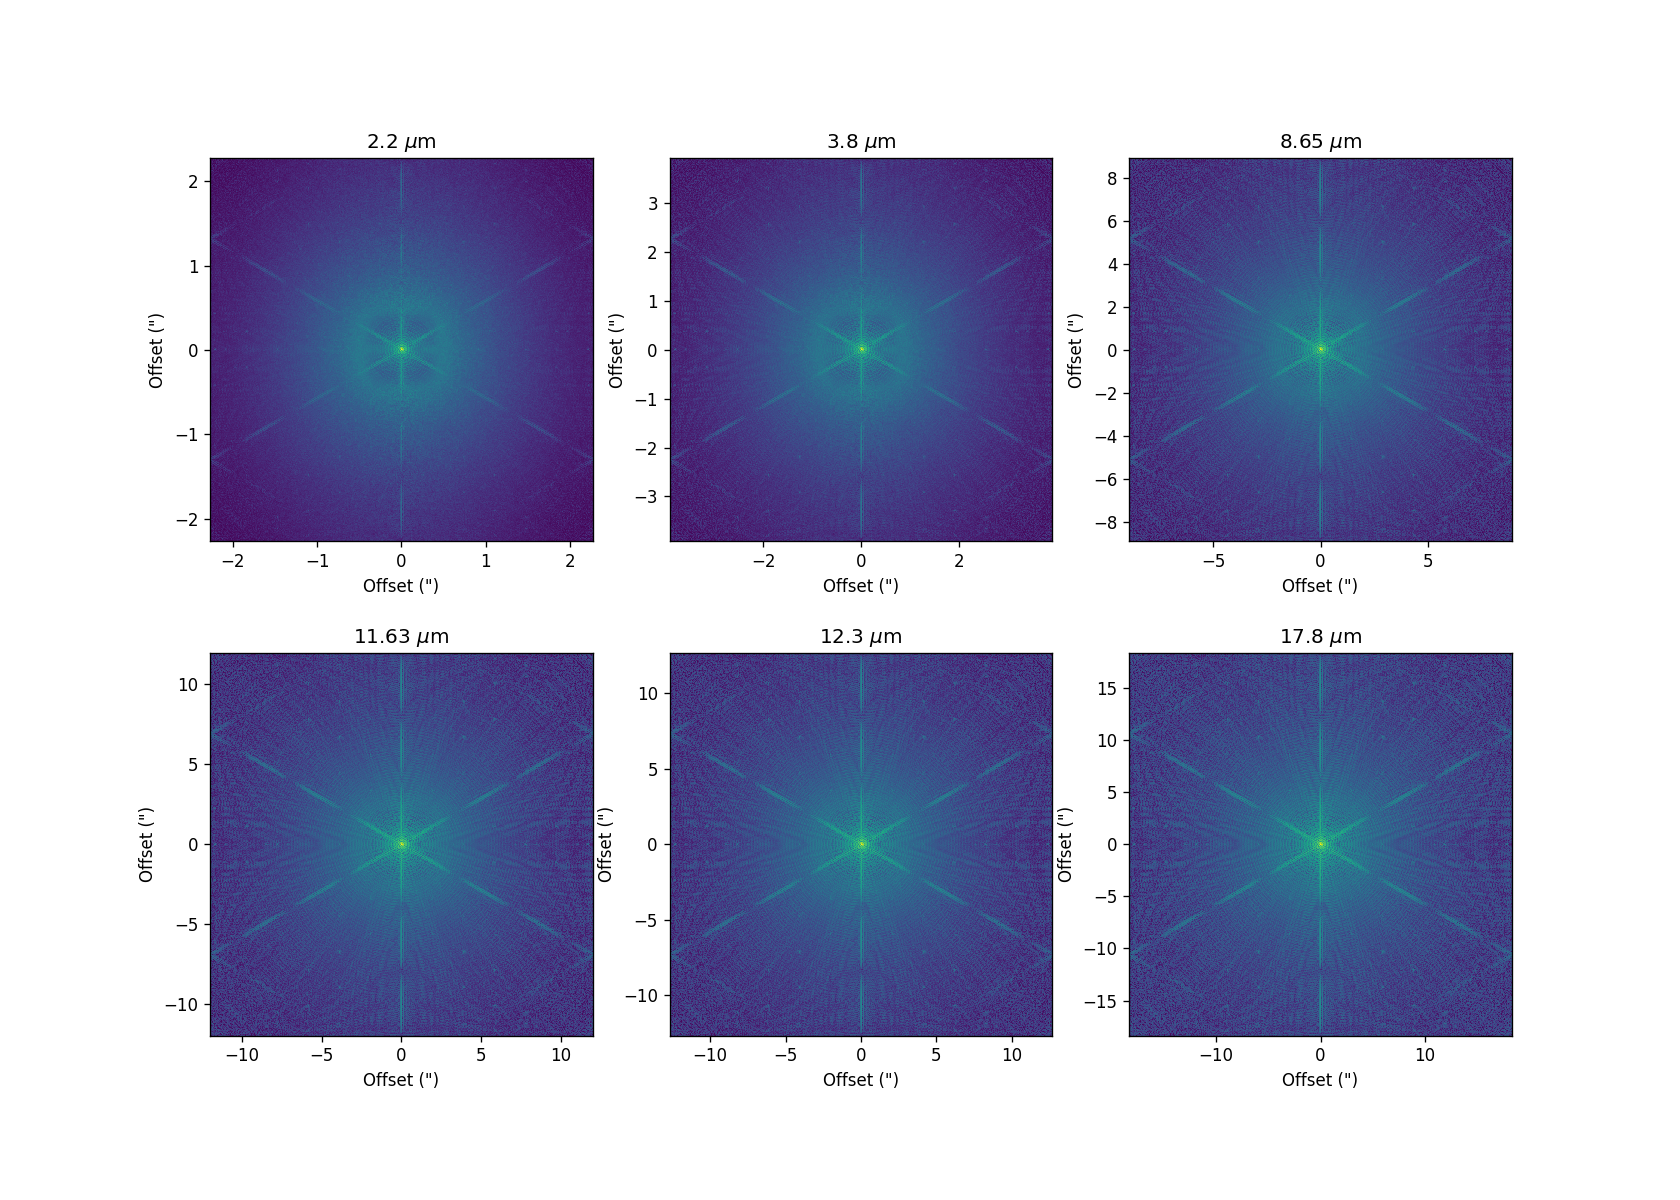 2.2 μm
3.8 μm
8.65 μm
Offset (")
2
1
0
−1
−2
Offset (")
3
2
1
0
−1
−2
−3
Offset (")
8
6
4
2
0
−2
−4
−6
−8
−2 −1 0 1 2
−2 0 2
−5 0 5
Offset (")
Offset (")
Offset (")
11.63 μm
12.3 μm
17.8 μm
Offset (")
10
5
0
−5
−10
Offset (")
10
5
0
−5
−10
Offset (")
15
10
5
0
−5
−10
−15
−10 −5 0 5 10
−10 −5 0 5 10
−10 0 10
Offset (")
Offset (")
Offset (")